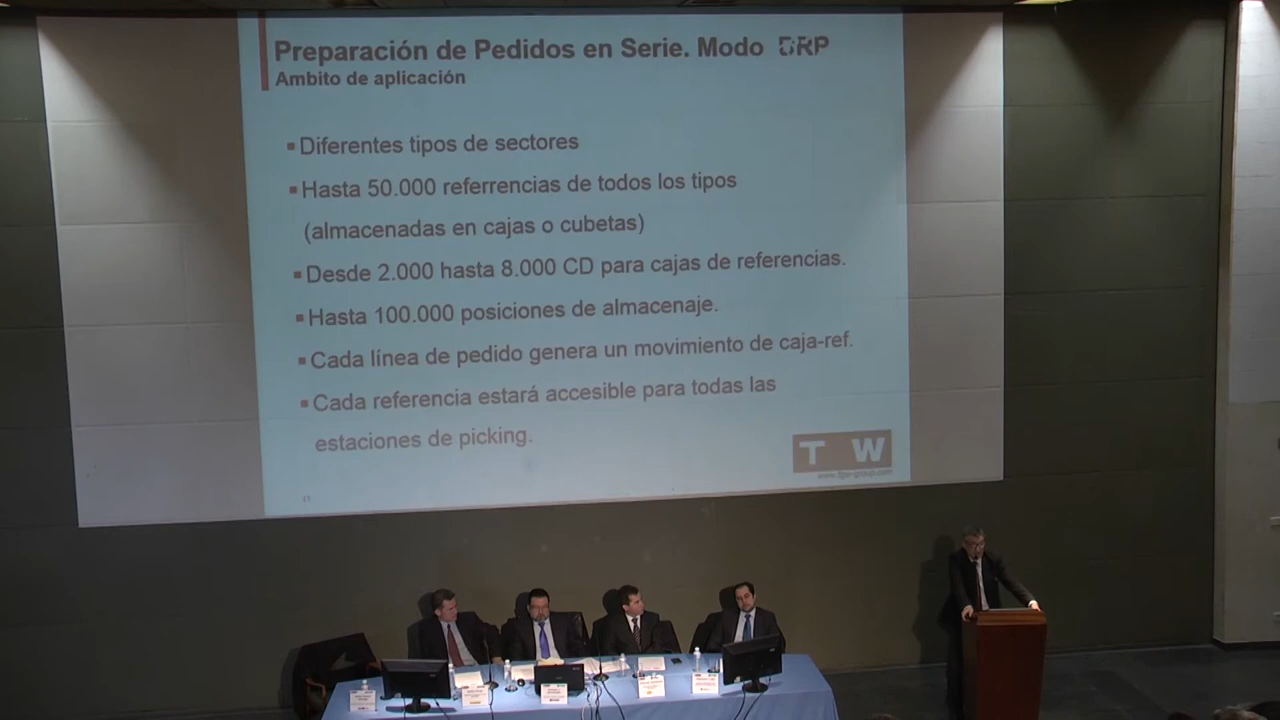 Preparación de Pedidos en Serie. Modo DRP
Ambito de aplicación
Diferentes tipos de sectores
Hasta 50.000 referrencias de todos los tipos
(almacenadas en cajas o cubetas)
Desde 2.000 hasta 8.000 CD para cajas de referencias.
Hasta 100.000 posiciones de almacenaje.
Cada línea de pedido genera un movimiento de caja-ref.
Cada referencia estará accesible para todas las
estaciones de picking.
T W